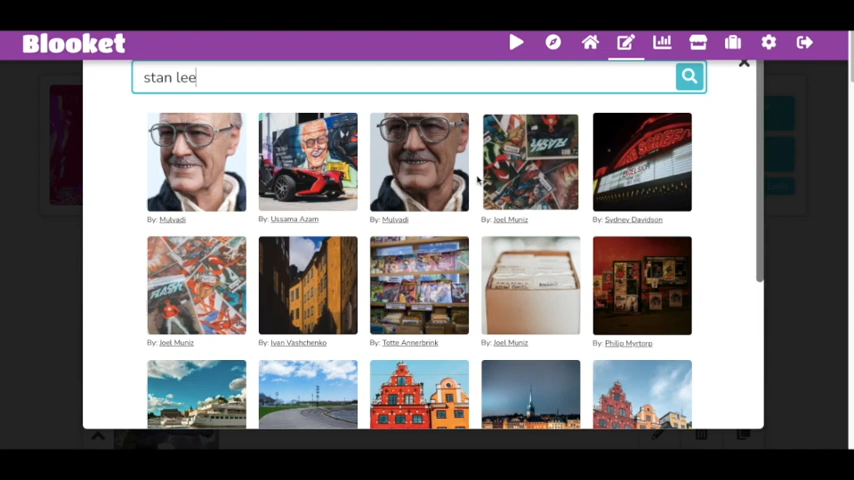 Blooket
stan lee
By: Mulyadi
By: Ussama Azam
By: Mulyadi
By: Joel Muniz
By: Sydney Davidson
FLASH
By: Joel Muniz
By: Ivan Vashchenko
By: Totte Annerbrink
By: Joel Muniz
By: Philip Myrtorp